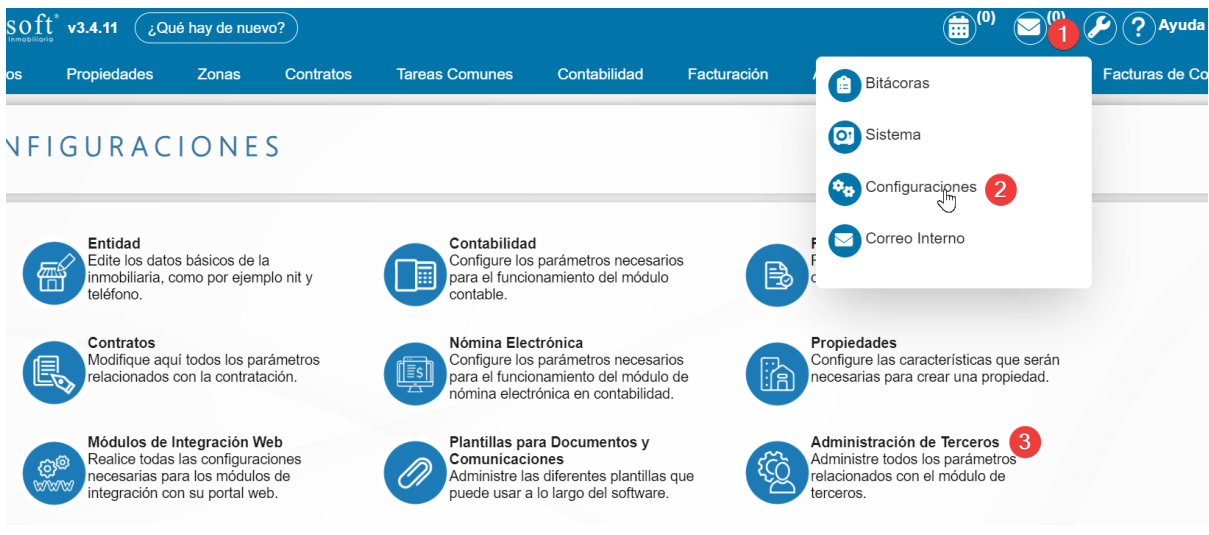 soft® v3.4.11 ¿Qué hay de nuevo? (0) (0) 1 ? Ayuda
Inmobiliaria
os Propiedades Zonas Contratos Tareas Comunes Contabilidad Facturación Facturas de Co
Bitácoras
Sistema
Configuraciones 2
Correo Interno
NFIGURACIONES
Entidad
Edite los datos básicos de la
inmobiliaria, como por ejemplo nit y
teléfono.
Contabilidad
Configure los parámetros necesarios
para el funcionamiento del módulo
contable.
Contratos
Modifique aquí todos los parámetros
relacionados con la contratación.
Nómina Electrónica
Configure los parámetros necesarios
para el funcionamiento del módulo de
nómina electrónica en contabilidad.
Propiedades
Configure las características que serán
necesarias para crear una propiedad.
Módulos de Integración Web
Realice todas las configuraciones
necesarias para los módulos de
integración con su portal web.
www
Plantillas para Documentos y
Comunicaciones
Administre las diferentes plantillas que
puede usar a lo largo del software.
Administración de Terceros 3
Administre todos los parámetros
relacionados con el módulo de
terceros.